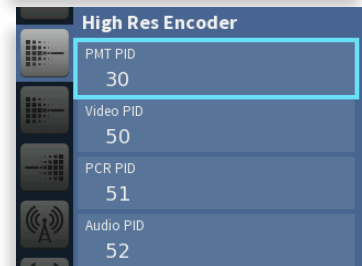 High Res Encoder
PMT PID
30
Video PID
50
PCR PID
51
Audio PID
52